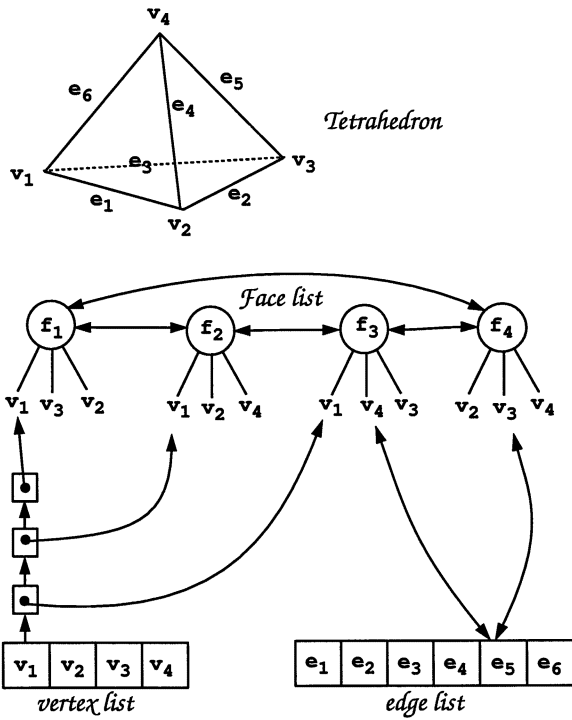 v4
e6
e4
e5
Tetrahedron
v1
e3
v3
e1
e2
v2
Face list
f1
f2
f3
f4
v1 v3 v2
v1 v2 v4
v1 v4 v3
v2 v3 v4
v1 v2 v3 v4
e1 e2 e3 e4 e5 e6
vertex list
edge list